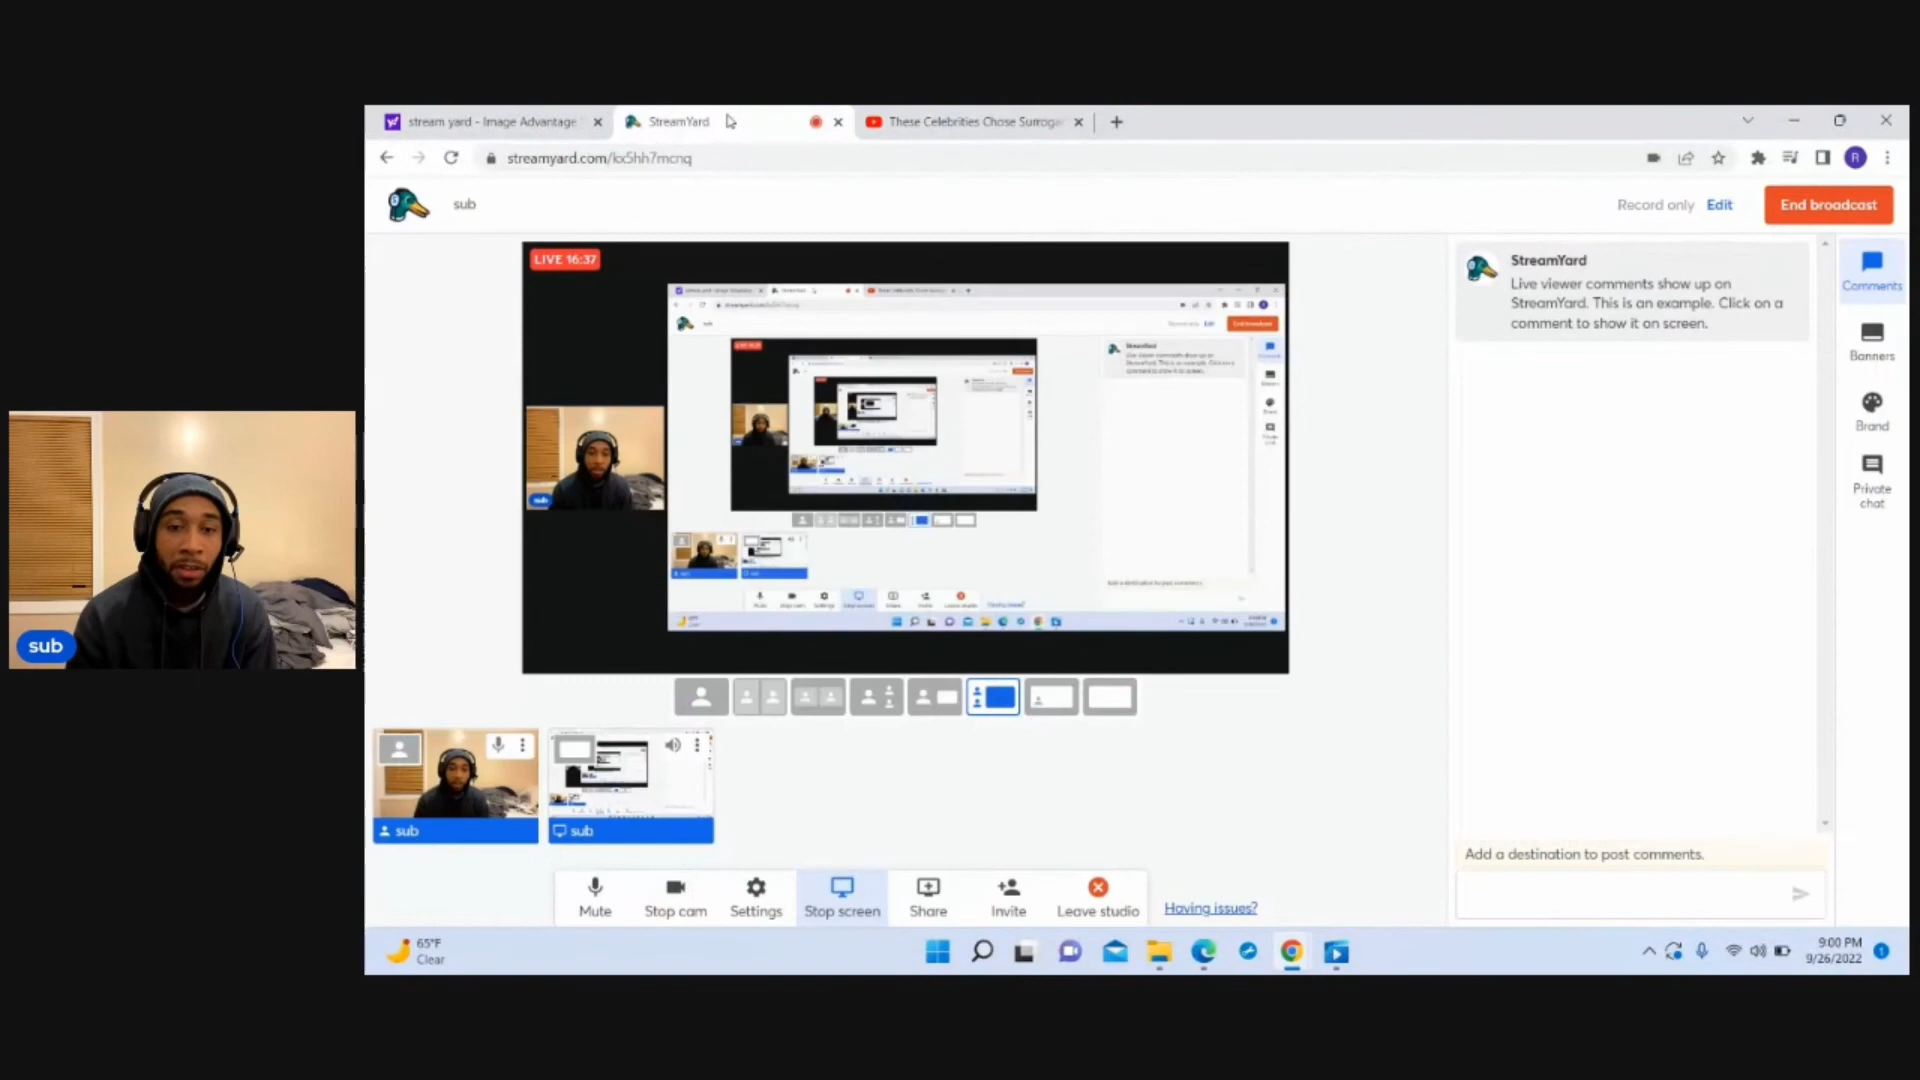 stream yard - Image Advantage
StreamYard
These Celebrities Chose Surroga
streamyard.com/kx5hh7mcnq
R
sub
Record only
Edit
End broadcast
LIVE 16:37
StreamYard
Live viewer comments show up on
StreamYard. This is an example. Click on a
comment to show it on screen.
Comments
Banners
Brand
Private
chat
sub
sub
sub
sub
Add a destination to post comments.
Mute
Stop cam
Settings
Stop screen
Share
Invite
Leave studio
Having issues?
65°F
Clear
9:00 PM
9/26/2022
1